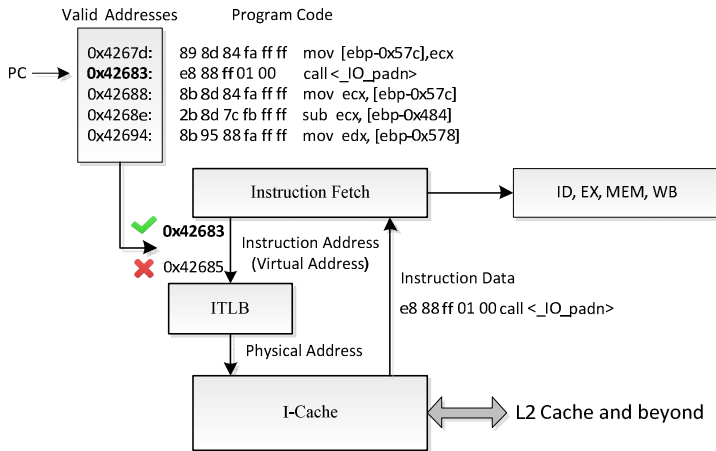 Valid Addresses Program Code
0x4267d: 89 8d 84 fa ff ff mov [ebp-0x57c],ecx
PC 0x42683: e8 88 ff 01 00 call <_IO_padn>
0x42688: 8b 8d 84 fa ff ff mov ecx, [ebp-0x57c]
0x4268e: 2b 8d 7c fb ff ff sub ecx, [ebp-0x484]
0x42694: 8b 95 88 fa ff ff mov edx, [ebp-0x578]
Instruction Fetch
ID, EX, MEM, WB
0x42683
0x42685
Instruction Address
(Virtual Address)
Instruction Data
e8 88 ff 01 00 call <_IO_padn>
ITLB
Physical Address
I-Cache
L2 Cache and beyond